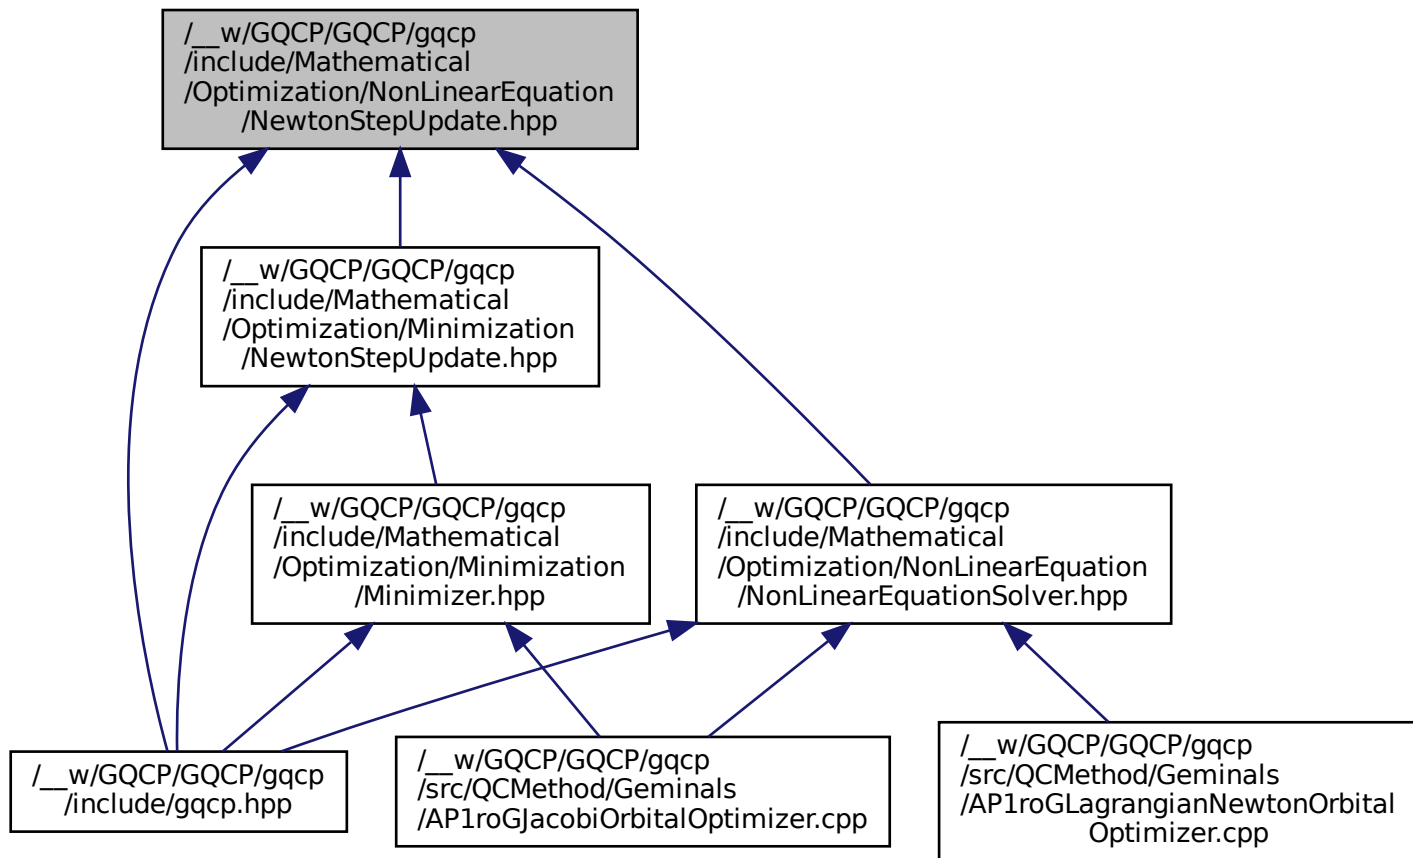 /__w/GQCP/GQCP/gqcp
/include/Mathematical
/Optimization/NonLinearEquation
/NewtonStepUpdate.hpp
/__w/GQCP/GQCP/gqcp
/include/Mathematical
/Optimization/Minimization
/NewtonStepUpdate.hpp
/__w/GQCP/GQCP/gqcp
/include/Mathematical
/Optimization/Minimization
/Minimizer.hpp
/__w/GQCP/GQCP/gqcp
/include/Mathematical
/Optimization/NonLinearEquation
/NonLinearEquationSolver.hpp
/__w/GQCP/GQCP/gqcp
/include/gqcp.hpp
/__w/GQCP/GQCP/gqcp
/src/QCMethod/Geminals
/AP1roGJacobiOrbitalOptimizer.cpp
/__w/GQCP/GQCP/gqcp
/src/QCMethod/Geminals
/AP1roGLagrangianNewtonOrbital
Optimizer.cpp